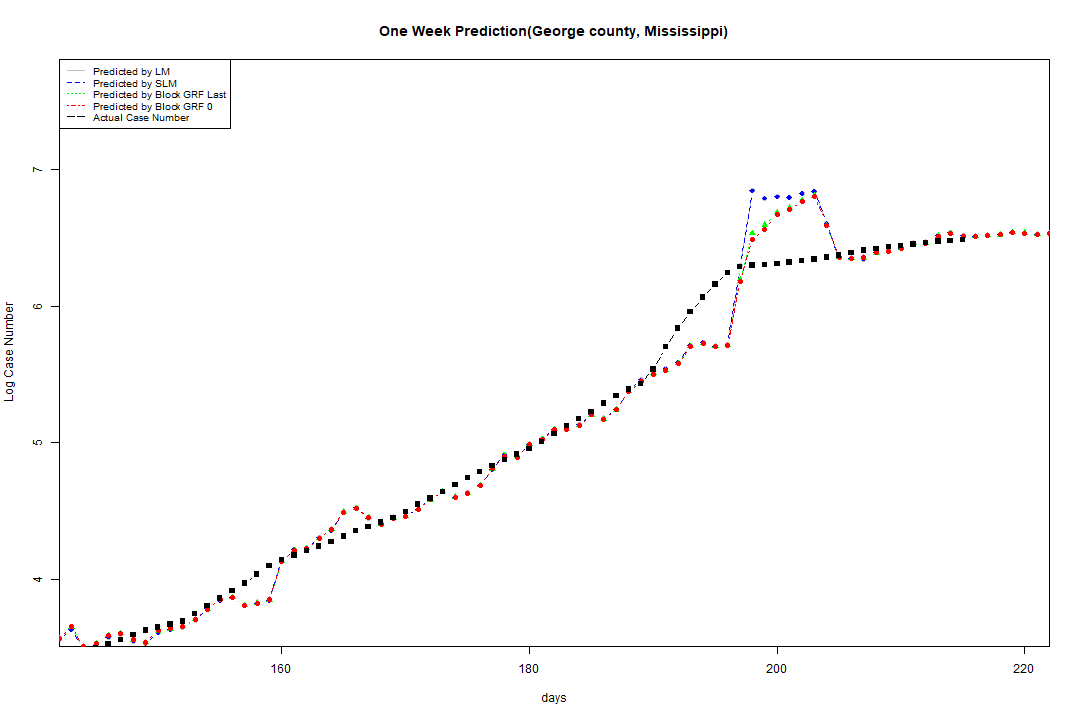 One Week Prediction(George county, Mississippi)
Predicted by LM
Predicted by SLM
Predicted by Block GRF Last
Predicted by Block GRF 0
Actual Case Number
7
6
5
4
Log Case Number
160
180
200
220
days